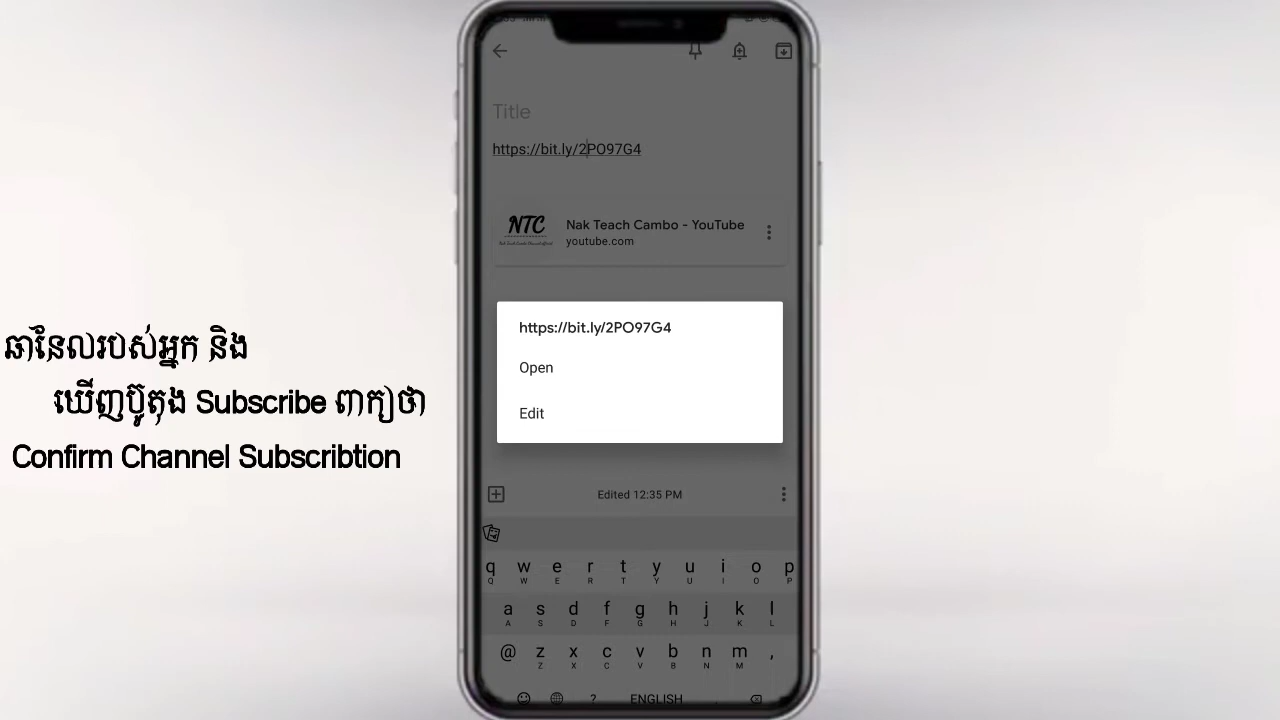 Title
https://bit.ly/2PO97G4
NTC
Nak Teach Cambo - YouTube
youtube.com
https://bit.ly/2PO97G4
Open
Edit
ឆានែលរបស់អ្នក និង
ឃើញប៊ូតុង Subscribe ពាក្យថា
Confirm Channel Subscribtion
Edited 12:35 PM
q w e r t y u i o p
Q W E R T Y U I O P
a s d f g h j k l
A S D F G H J K L
@ z x c v b n m ,
Z X C V B N M
? ENGLISH .